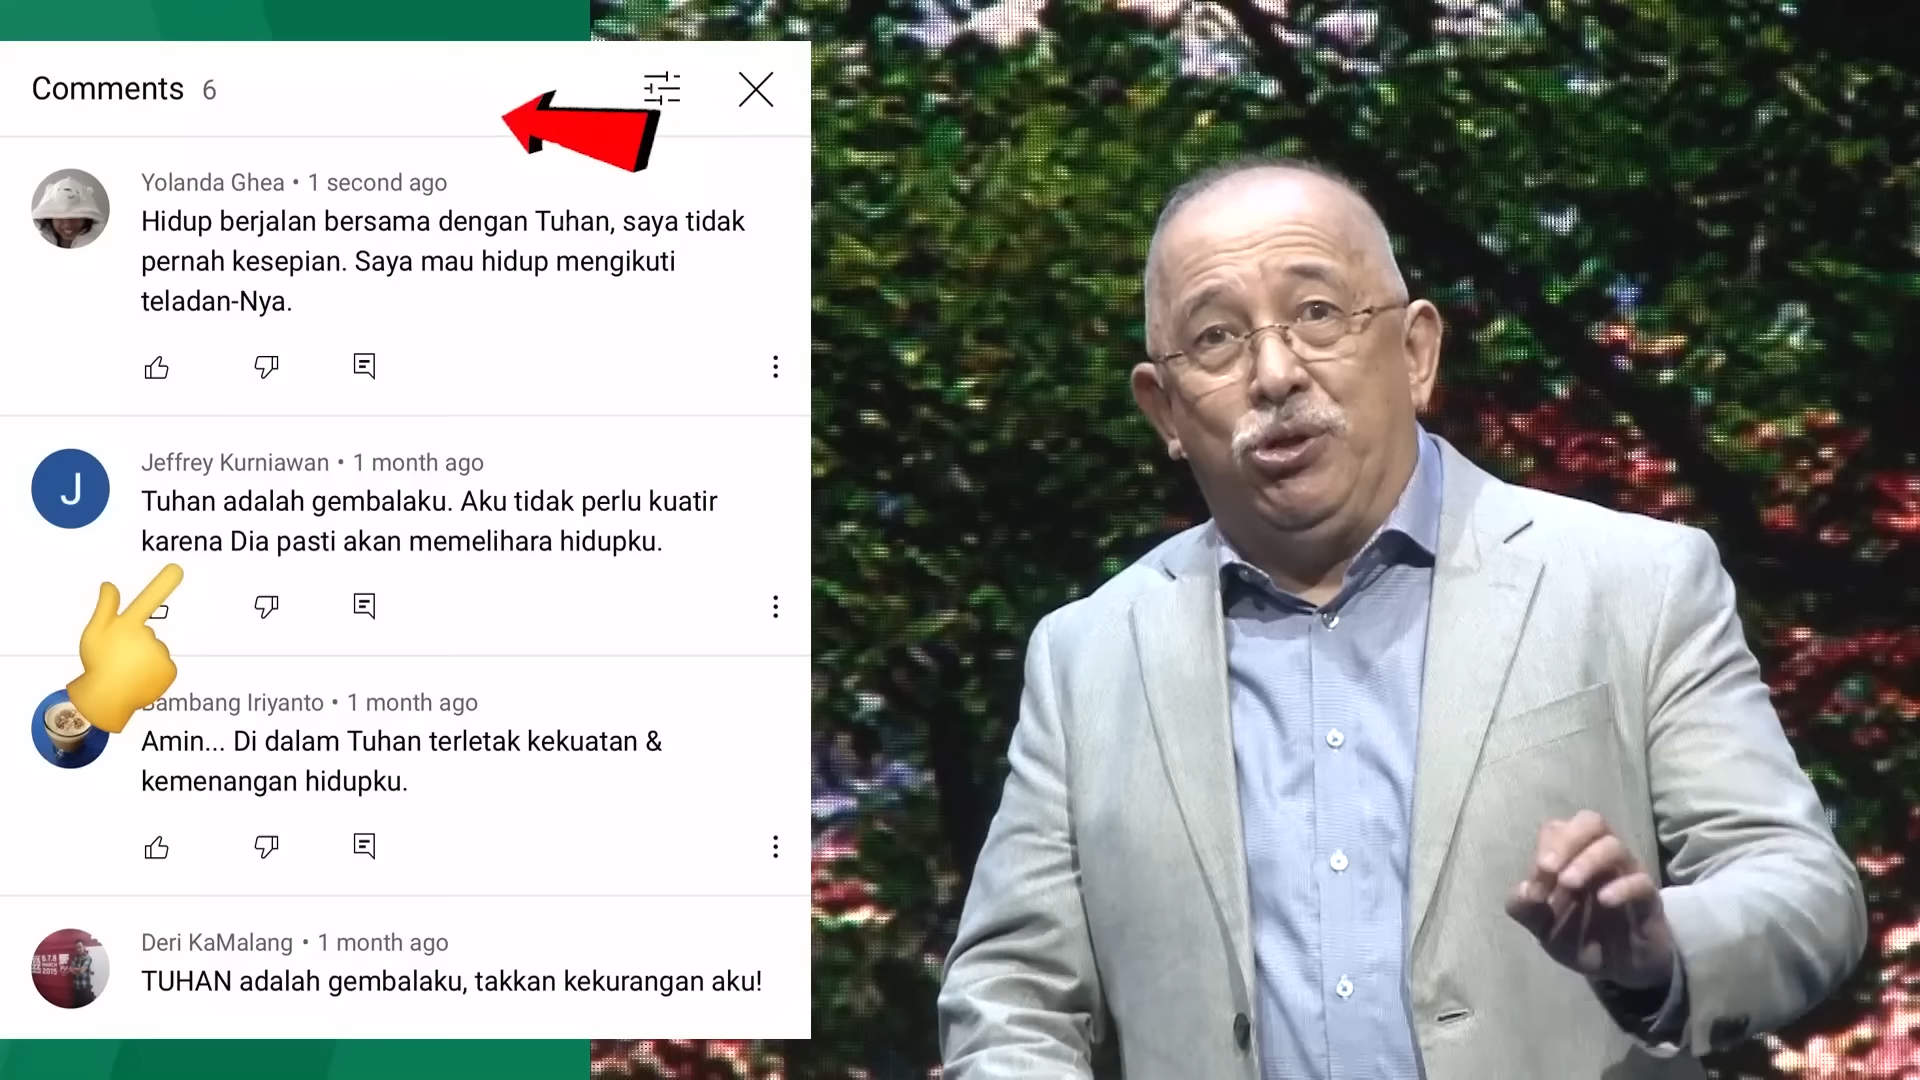 Comments 6
Yolanda Ghea • 1 second ago
Hidup berjalan bersama dengan Tuhan, saya tidak
pernah kesepian. Saya mau hidup mengikuti
teladan-Nya.
J
Jeffrey Kurniawan • 1 month ago
Tuhan adalah gembalaku. Aku tidak perlu kuatir
karena Dia pasti akan memelihara hidupku.
Bambang Iriyanto • 1 month ago
Amin... Di dalam Tuhan terletak kekuatan &
kemenangan hidupku.
Deri KaMalang • 1 month ago
TUHAN adalah gembalaku, takkan kekurangan aku!